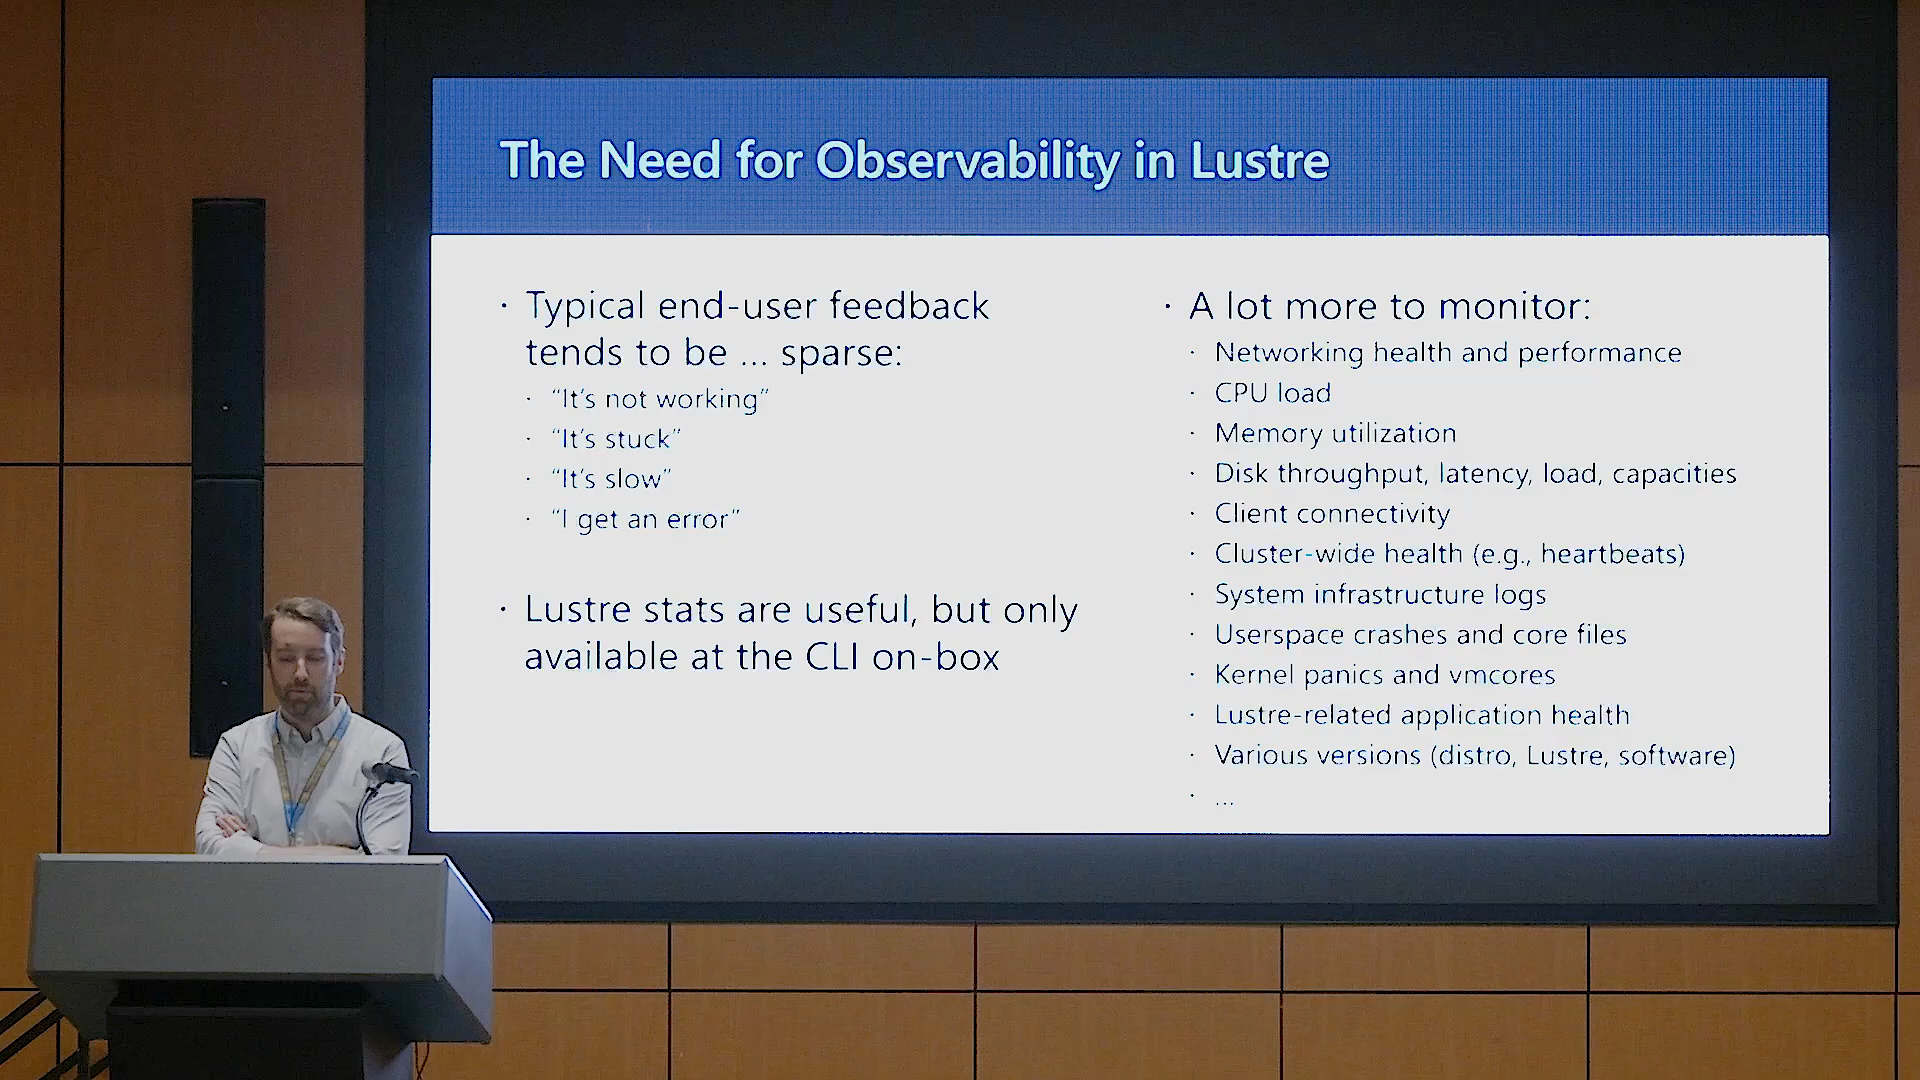 The Need for Observability in Lustre
· Typical end-user feedback
tends to be ... sparse:
· “It’s not working”
· “It’s stuck”
· “It’s slow”
· “I get an error”
· Lustre stats are useful, but only
available at the CLI on-box
· A lot more to monitor:
· Networking health and performance
· CPU load
· Memory utilization
· Disk throughput, latency, load, capacities
· Client connectivity
· Cluster-wide health (e.g., heartbeats)
· System infrastructure logs
· Userspace crashes and core files
· Kernel panics and vmcores
· Lustre-related application health
· Various versions (distro, Lustre, software)
· ...